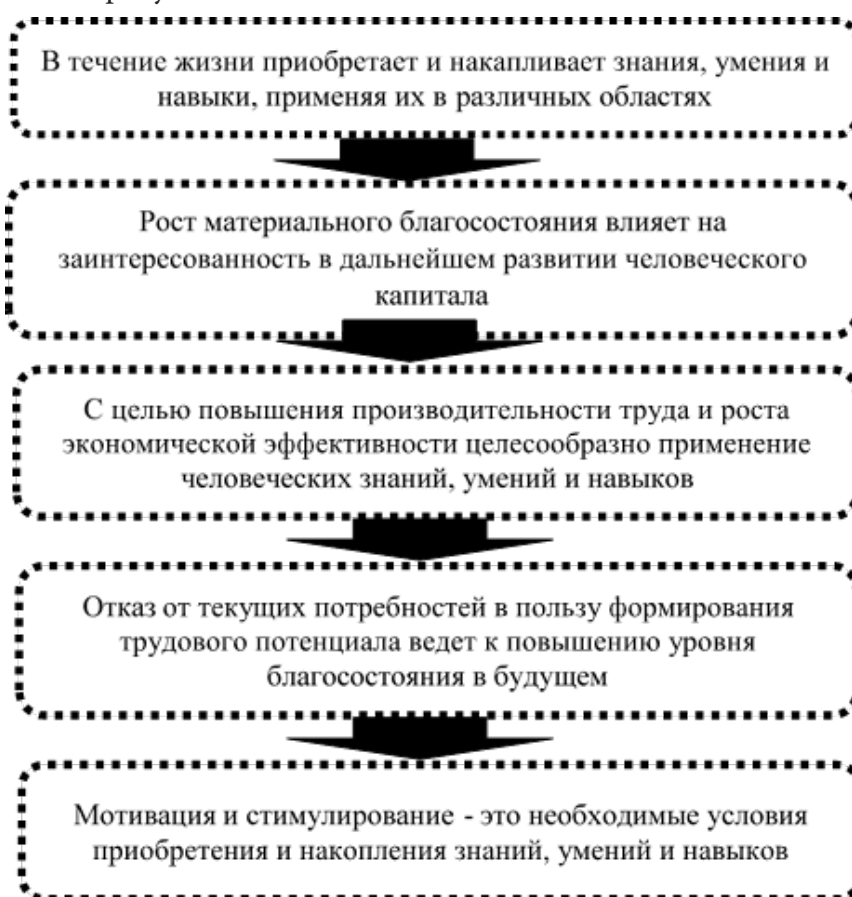 В течение жизни приобретает и накапливает знания, умения и
навыки, применяя их в различных областях
Рост материального благосостояния влияет на
заинтересованность в дальнейшем развитии человеческого
капитала
С целью повышения производительности труда и роста
экономической эффективности целесообразно применение
человеческих знаний, умений и навыков
Отказ от текущих потребностей в пользу формирования
трудового потенциала ведет к повышению уровня
благосостояния в будущем
Мотивация и стимулирование - это необходимые условия
приобретения и накопления знаний, умений и навыков